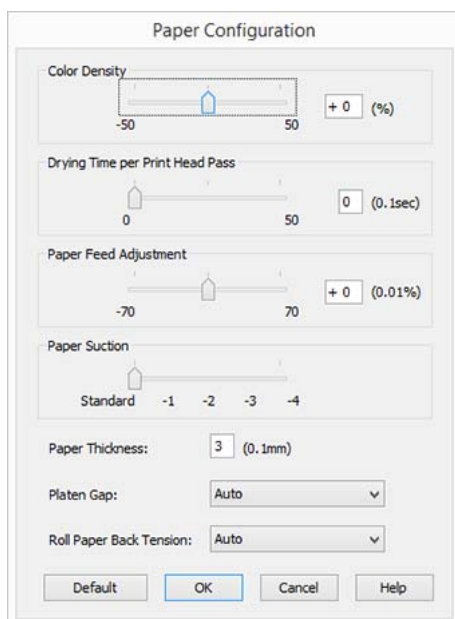 Paper Configuration
Color Density
-50 50 + 0 (%)
Drying Time per Print Head Pass
0 50 0 (0.1sec)
Paper Feed Adjustment
-70 70 + 0 (0.01%)
Paper Suction
Standard -1 -2 -3 -4
Paper Thickness: 3 (0.1mm)
Platen Gap: Auto
Roll Paper Back Tension: Auto
Default OK Cancel Help